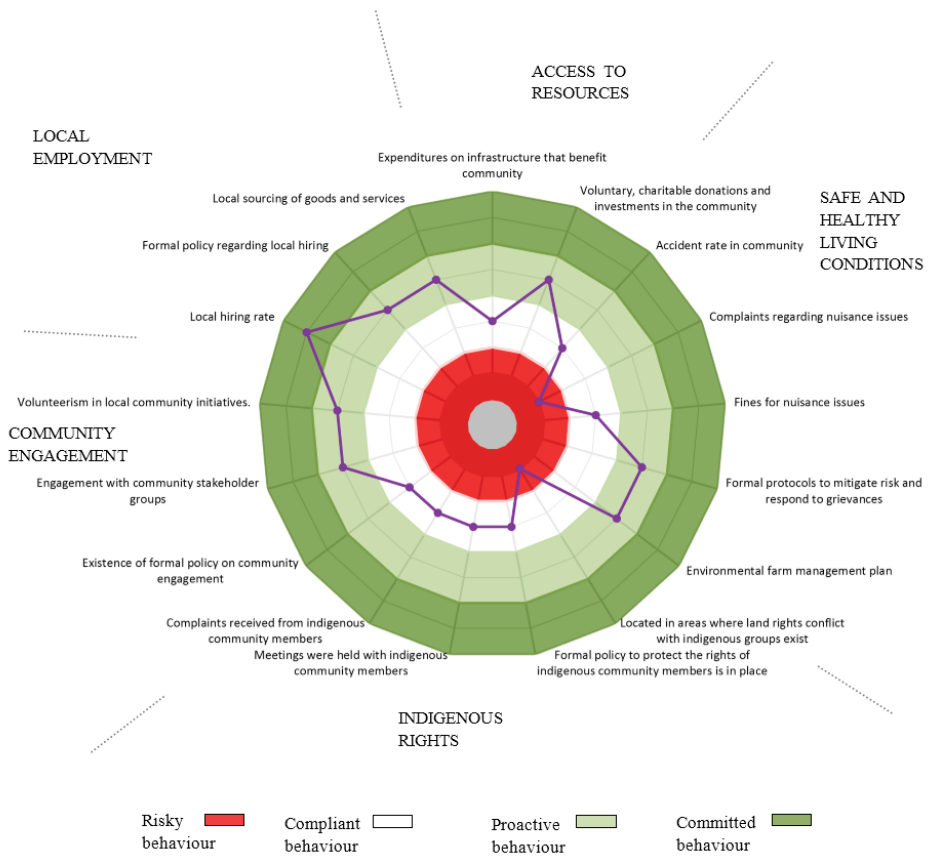 ACCESS TO
RESOURCES
LOCAL
EMPLOYMENT
Expenditures on infrastructure that benefit
community
Local sourcing of goods and services
Voluntary, charitable donations and
investments in the community
SAFE AND
HEALTHY
LIVING
CONDITIONS
Formal policy regarding local hiring
Accident rate in community
Local hiring rate
Complaints regarding nuisance issues
Volunteerism in local community initiatives.
Fines for nuisance issues
COMMUNITY
ENGAGEMENT
Engagement with community stakeholder
groups
Formal protocols to mitigate risk and
respond to grievances
Existence of formal policy on community
engagement
Environmental farm management plan
Complaints received from indigenous
community members
Located in areas where land rights conflict
with indigenous groups exist
Meetings were held with indigenous
community members
Formal policy to protect the rights of
indigenous community members is in place
INDIGENOUS
RIGHTS
Risky
behaviour
Compliant
behaviour
Proactive
behaviour
Committed
behaviour